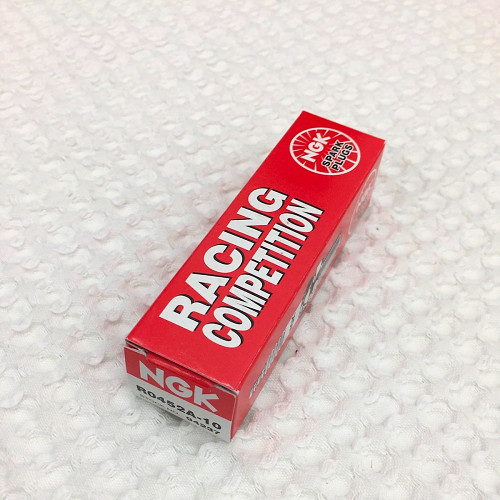 NGK
SPARK
PLUGS
RACING
COMPETITION
NGK
R0452A-10